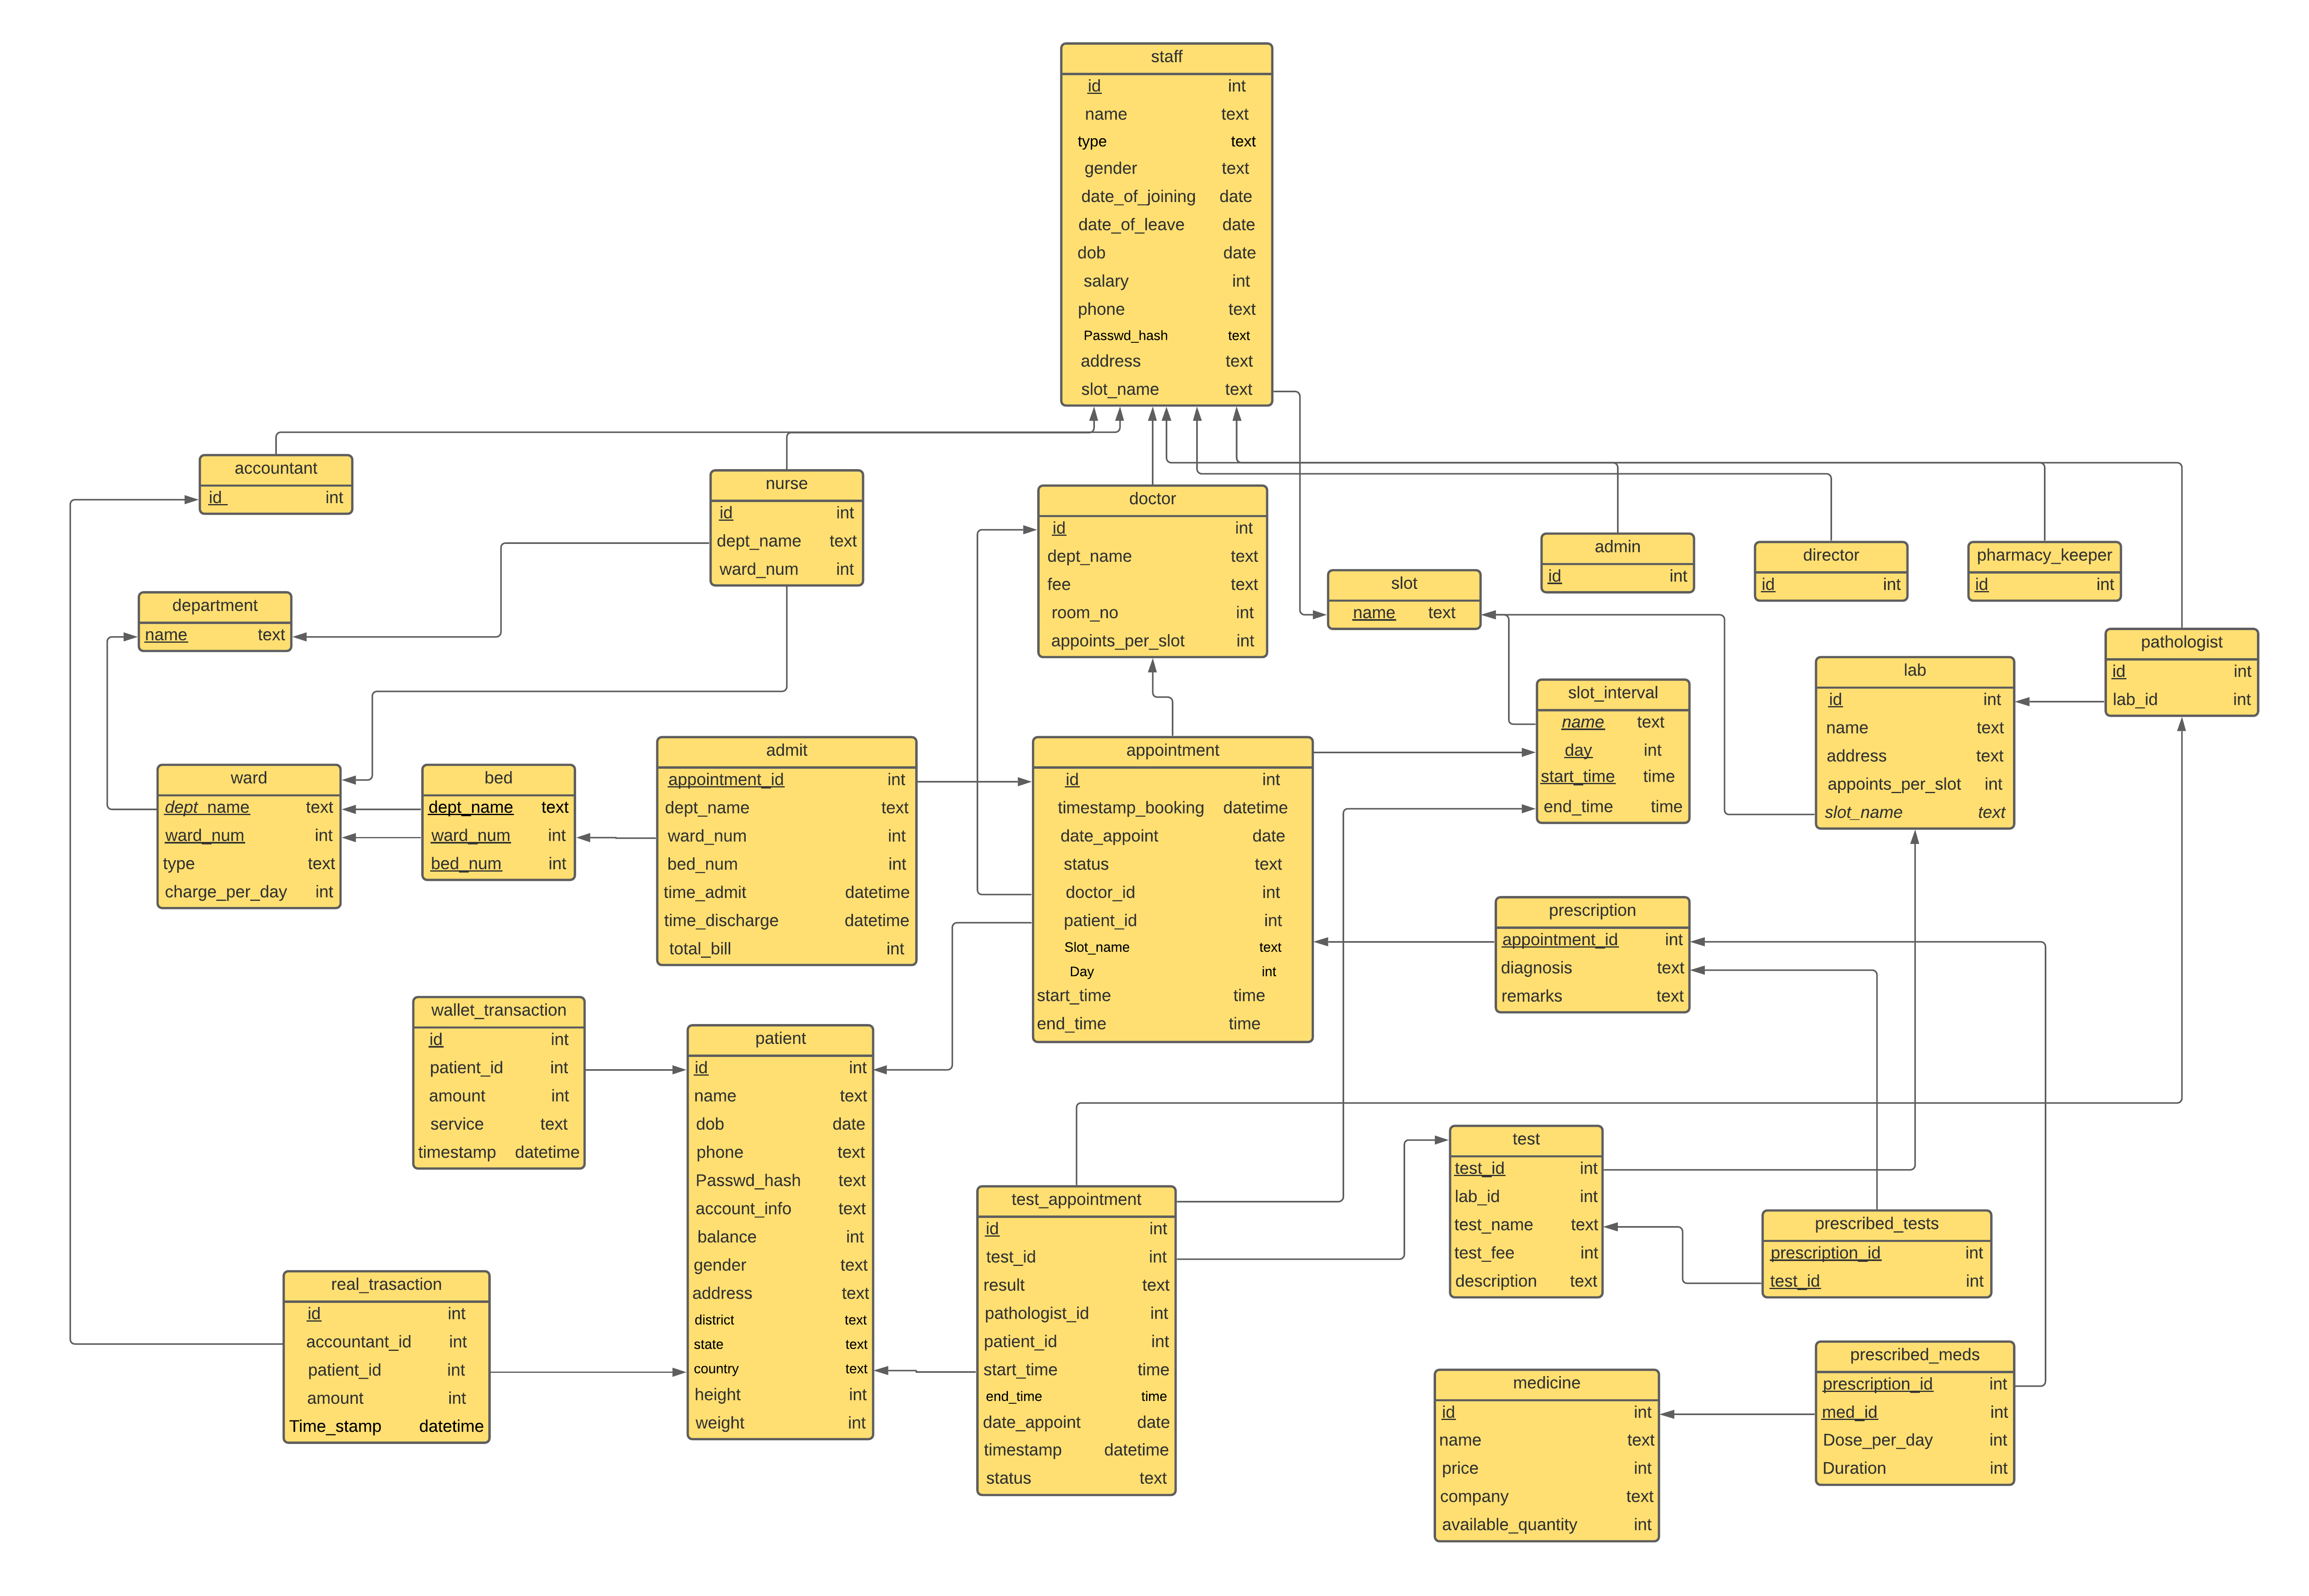 staff
id int
name text
type text
gender text
date_of_joining date
date_of_leave date
dob date
salary int
phone text
Passwd_hash text
address text
slot_name text
accountant
id int
nurse
id int
dept_name text
ward_num int
doctor
id int
dept_name text
fee text
room_no int
appoints_per_slot int
admin
id int
director
id int
pharmacy_keeper
id int
slot
name text
department
name text
pathologist
id int
lab_id int
lab
id int
name text
address text
appoints_per_slot int
slot_name text
slot_interval
name text
day int
start_time time
end_time time
ward
dept_name text
ward_num int
type text
charge_per_day int
bed
dept_name text
ward_num int
bed_num int
admit
appointment_id int
dept_name text
ward_num int
bed_num int
time_admit datetime
time_discharge datetime
total_bill int
appointment
id int
timestamp_booking datetime
date_appoint date
status text
doctor_id int
patient_id int
Slot_name text
Day int
start_time time
end_time time
prescription
appointment_id int
diagnosis text
remarks text
wallet_transaction
id int
patient_id int
amount int
service text
timestamp datetime
patient
id int
name text
dob date
phone text
Passwd_hash text
account_info text
balance int
gender text
address text
district text
state text
country text
height int
weight int
test_appointment
id int
test_id int
result text
pathologist_id int
patient_id int
start_time time
end_time time
date_appoint date
timestamp datetime
status text
test
test_id int
lab_id int
test_name text
test_fee int
description text
prescribed_tests
prescription_id int
test_id int
real_trasaction
id int
accountant_id int
patient_id int
amount int
Time_stamp datetime
medicine
id int
name text
price int
company text
available_quantity int
prescribed_meds
prescription_id int
med_id int
Dose_per_day int
Duration int